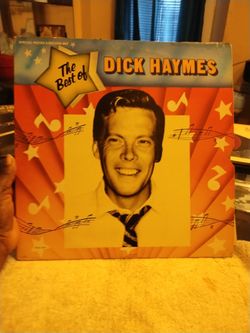 The
Best of
DICK HAYMES